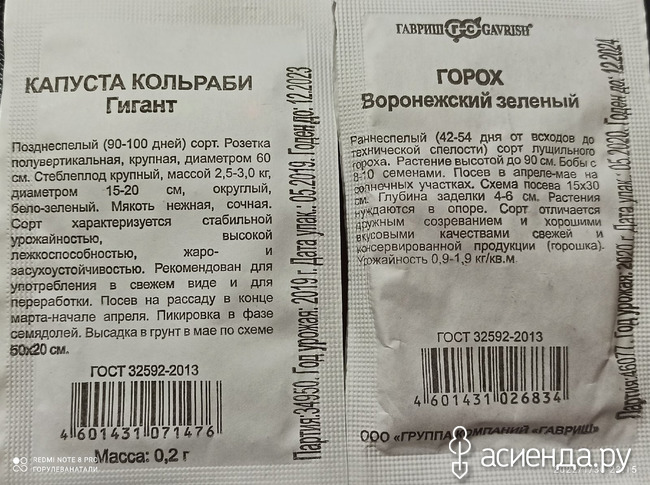 КАПУСТА КОЛЬРАБИ
Гигант
Позднеспелый (90-100 дней) сорт. Розетка
полувертикальная, крупная, диаметром 60
см. Стеблеплод крупный, массой 2,5-3,0 кг,
диаметром 15-20 см, округлый,
бело-зеленый. Мякоть нежная, сочная.
Сорт характеризуется стабильной
урожайностью, высокой
лежкоспособностью, жаро- и
засухоустойчивостью. Рекомендован для
употребления в свежем виде и для
переработки. Посев на рассаду в конце
марта-начале апреля. Пикировка в фазе
семядолей. Высадка в грунт в мае по схеме
60х20 см.
ГОСТ 32592-2013
4 601431 071476
Масса: 0,2 г
Партия:34950. Год урожая: 2019 г. Дата упак.: 05.2019. Годен до: 12.2023
REDMI NOTE 8 PRO
ГОРУЛЕВАНАТАЛИ
ГАВРИШ GAVRISH
ГОРОХ
Воронежский зеленый
Раннеспелый (42-54 дня от всходов до
технической спелости) сорт лущильного
гороха. Растение высотой до 90 см. Бобы с
8-10 семенами. Посев в апреле-мае на
солнечных участках. Схема посева 15х30
см. Глубина заделки 4-6 см. Растения
нуждаются в опоре. Сорт отличается
дружным созреванием и хорошими
вкусовыми качествами свежей и
консервированной продукции (горошка).
Урожайность 0,9-1,9 кг/кв.м.
ГОСТ 32592-2013
4 601431 026834
ООО «ГРУППА КОМПАНИЙ «ГАВРИШ»
Партия:46077. Год урожая: 2020 г. Дата упак.: 05.2020. Годен до: 12.2024
асиенда.ру